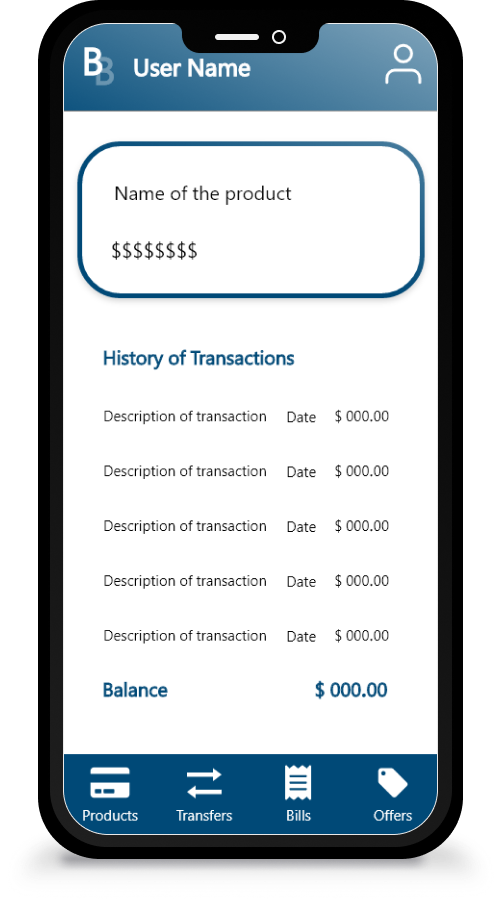 BB User Name
Name of the product
$$$$$$$$
History of Transactions
Description of transaction Date $ 000.00
Description of transaction Date $ 000.00
Description of transaction Date $ 000.00
Description of transaction Date $ 000.00
Description of transaction Date $ 000.00
Balance $ 000.00
Products Transfers Bills Offers